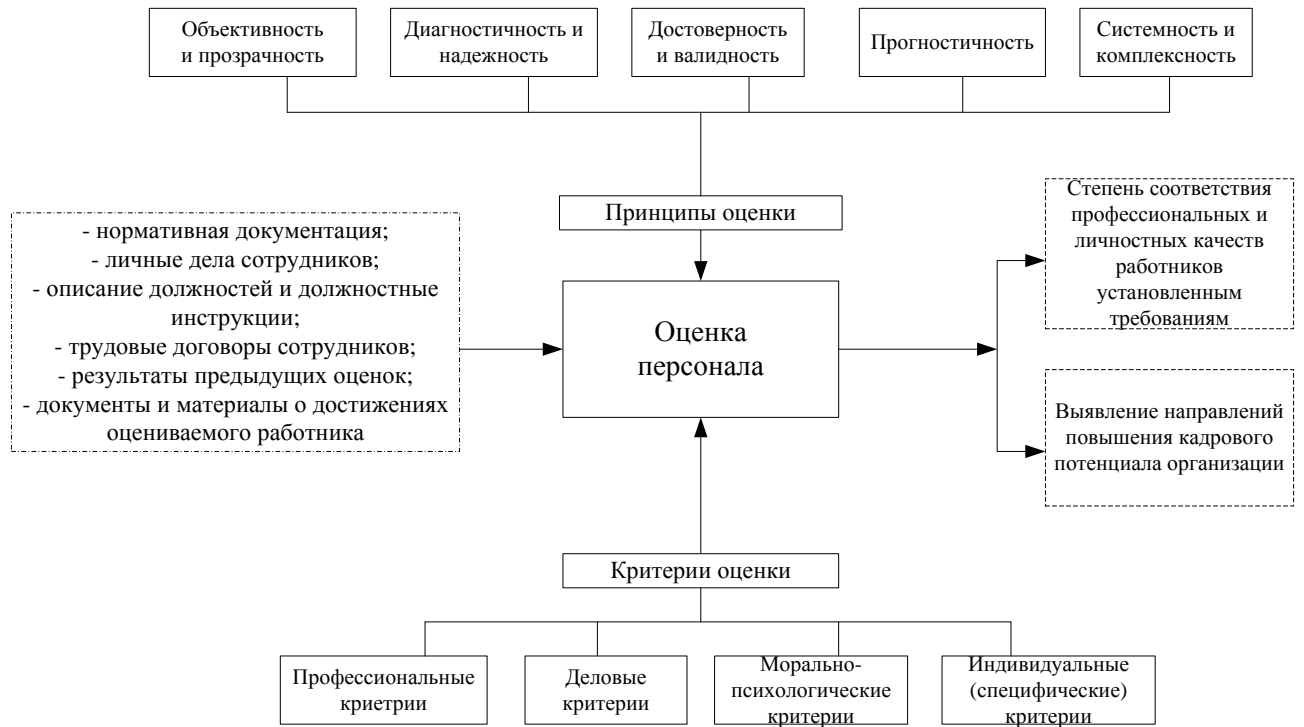 Объективность
и прозрачность
Диагностичность и
надежность
Достоверность
и валидность
Прогностичность
Системность и
комплексность
Принципы оценки
- нормативная документация;
- личные дела сотрудников;
- описание должностей и должностные
инструкции;
- трудовые договоры сотрудников;
- результаты предыдущих оценок;
- документы и материалы о достижениях
оцениваемого работника
Оценка
персонала
Степень соответствия
профессиональных и
личностных качеств
работников
установленным
требованиям
Выявление направлений
повышения кадрового
потенциала организации
Критерии оценки
Профессиональные
криетрии
Деловые
критерии
Морально-
психологические
критерии
Индивидуальные
(специфические)
критерии